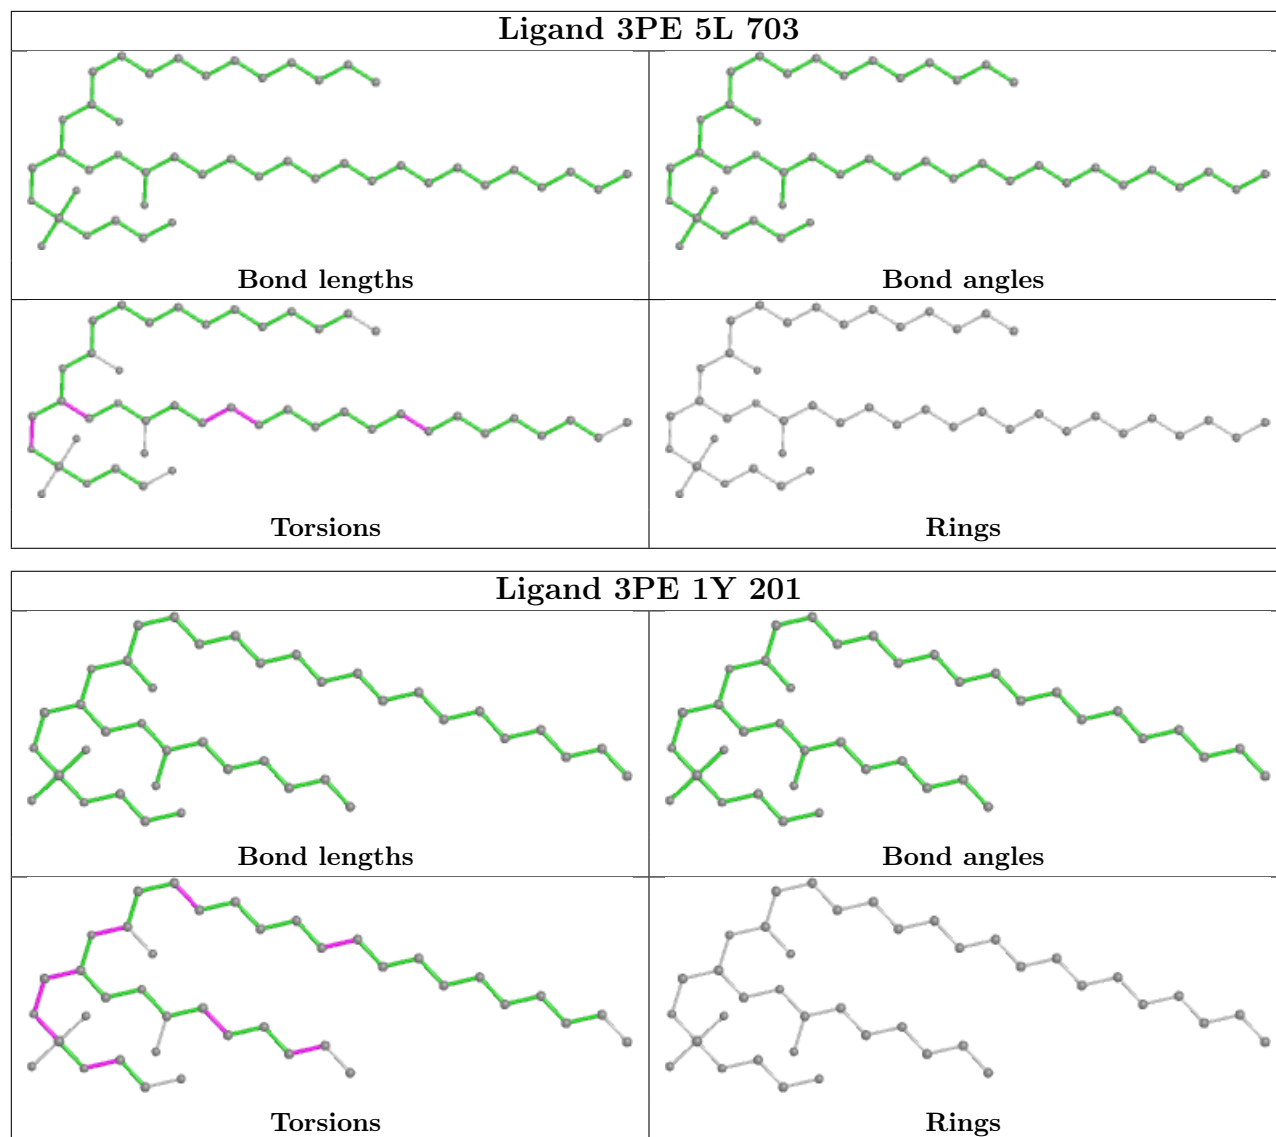 Ligand 3PE 5L 703
Bond lengths
Bond angles
Torsions
Rings
Ligand 3PE 1Y 201
Bond lengths
Bond angles
Torsions
Rings